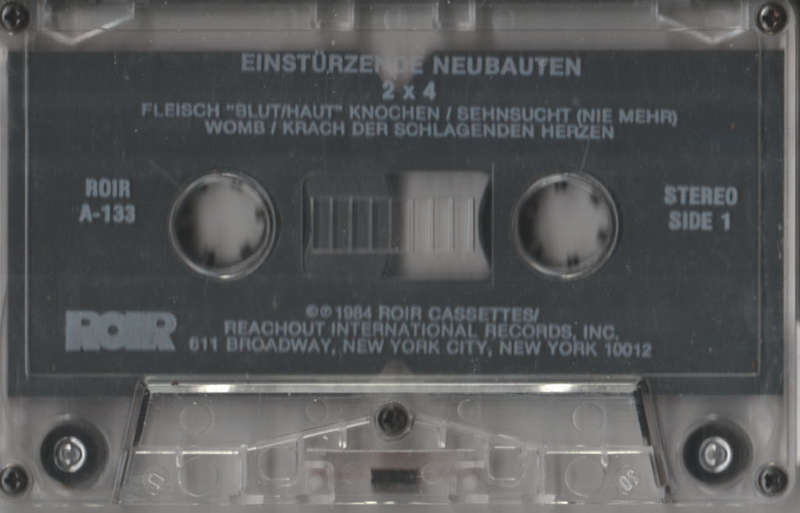 EINSTÜRZENDE NEUBAUTEN
2 x 4
FLEISCH "BLUT/HAUT" KNOCHEN / SEHNSUCHT (NIE MEHR)
WOMB / KRACH DER SCHLAGENDEN HERZEN
ROIR
A-133
STEREO
SIDE 1
ROIR
©℗ 1984 ROIR CASSETTES/
REACHOUT INTERNATIONAL RECORDS, INC.
611 BROADWAY, NEW YORK CITY, NEW YORK 10012